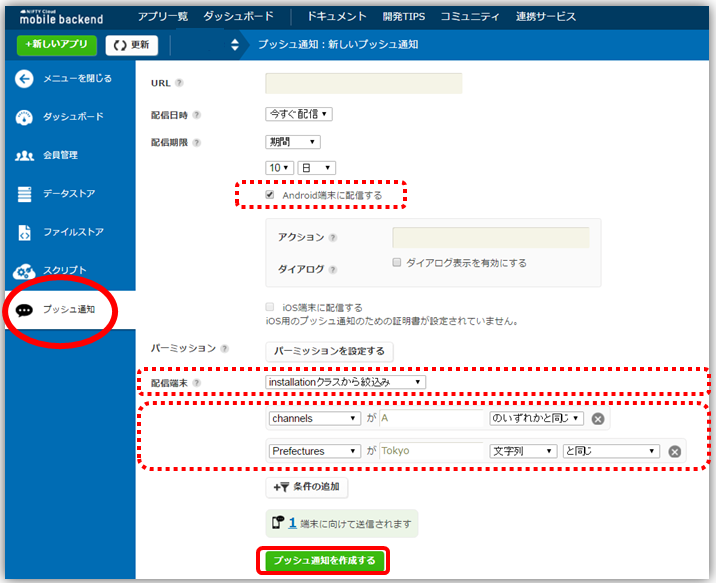 NIFTY Cloud
mobile backend
アプリ一覧 ダッシュボード ドキュメント 開発TIPS コミュニティ 連携サービス
+新しいアプリ 更新 プッシュ通知：新しいプッシュ通知
メニューを閉じる
ダッシュボード
会員管理
データストア
ファイルストア
スクリプト
プッシュ通知
URL ?
配信日時 ? 今すぐ配信
配信期限 ? 期間
10 日
Android端末に配信する
アクション ?
ダイアログ ? ダイアログ表示を有効にする
iOS端末に配信する
iOS用のプッシュ通知のための証明書が設定されていません。
パーミッション ? パーミッションを設定する
配信端末 ? installationクラスから絞込み
channels が A のいずれかと同じ
Prefectures が Tokyo 文字列 と同じ
+ 条件の追加
1 端末に向けて送信されます
プッシュ通知を作成する